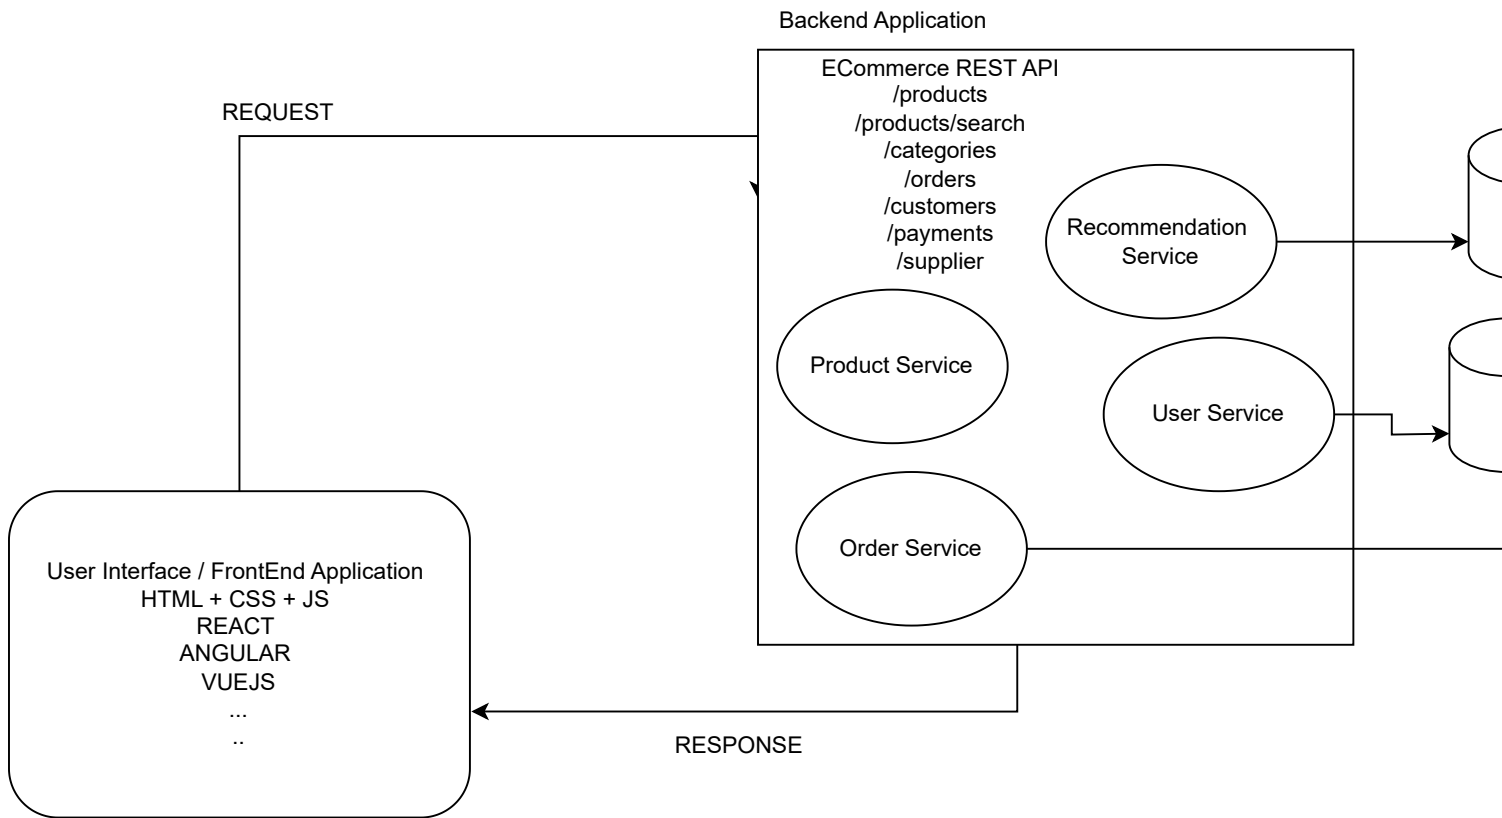 Backend Application
ECommerce REST API
/products
/products/search
/categories
/orders
/customers
/payments
/supplier
REQUEST
Recommendation
Service
Product Service
User Service
Order Service
User Interface / FrontEnd Application
HTML + CSS + JS
REACT
ANGULAR
VUEJS
...
..
RESPONSE